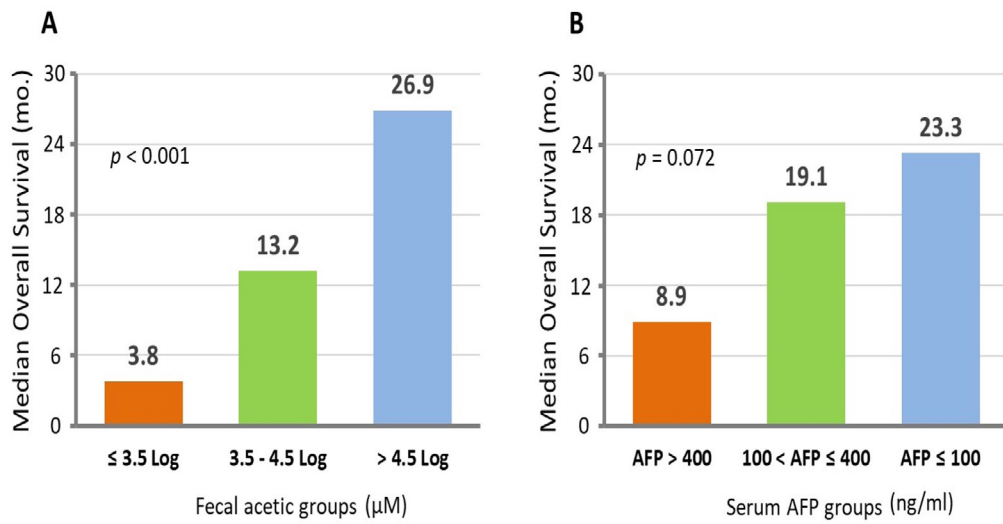 A
Median Overall Survival (mo.)
30
24
18
12
6
0
p < 0.001
3.8
13.2
26.9
≤ 3.5 Log
3.5 - 4.5 Log
> 4.5 Log
Fecal acetic groups (μM)
B
Median Overall Survival (mo.)
30
24
18
12
6
0
p = 0.072
8.9
19.1
23.3
AFP > 400
100 < AFP ≤ 400
AFP ≤ 100
Serum AFP groups (ng/ml)